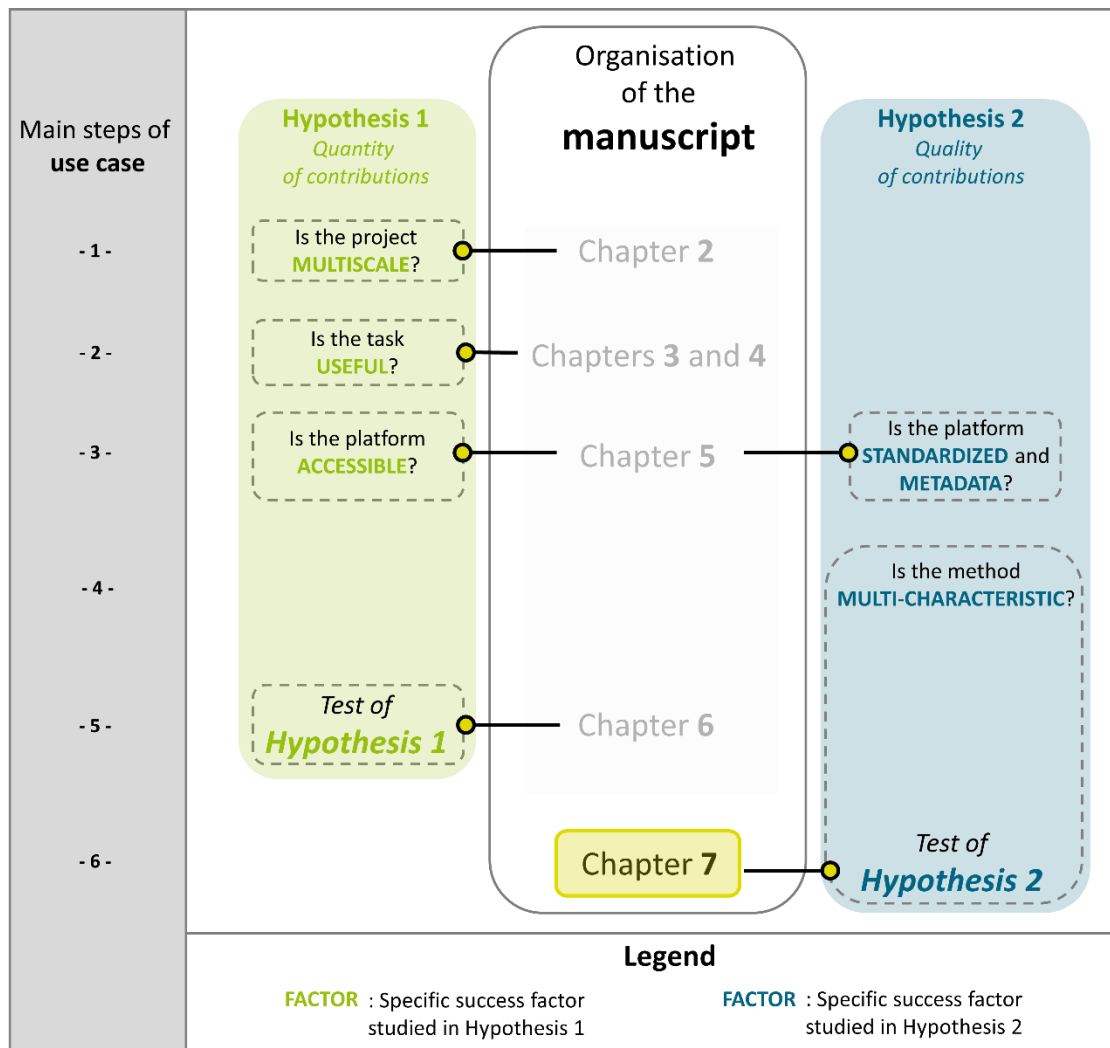 Main steps of
use case
- 1 -
- 2 -
- 3 -
- 4 -
- 5 -
- 6 -
Hypothesis 1
Quantity
of contributions
Is the project
MULTISCALE?
Is the task
USEFUL?
Is the platform
ACCESSIBLE?
Test of
Hypothesis 1
Organisation
of the
manuscript
Chapter 2
Chapters 3 and 4
Chapter 5
Chapter 6
Chapter 7
Hypothesis 2
Quality
of contributions
Is the platform
STANDARDIZED and
METADATA?
Is the method
MULTI-CHARACTERISTIC?
Test of
Hypothesis 2
Legend
FACTOR : Specific success factor
studied in Hypothesis 1
FACTOR : Specific success factor
studied in Hypothesis 2